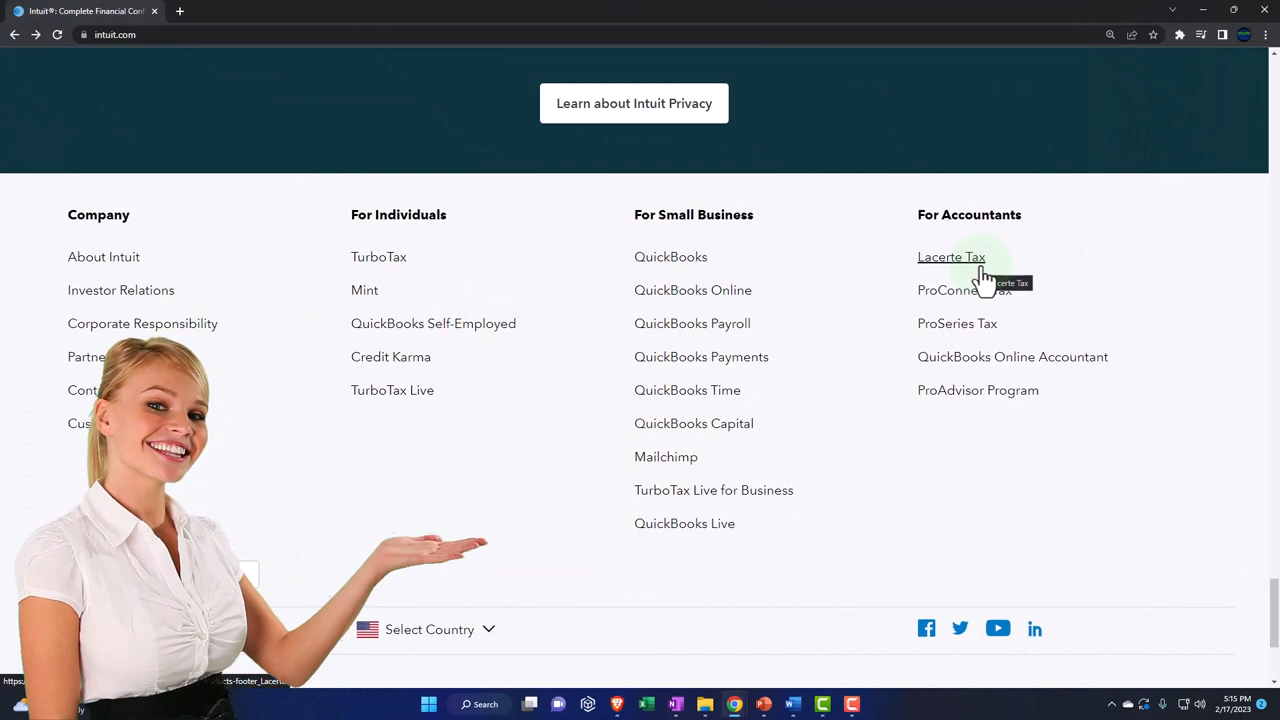 Intuit®: Complete Financial Con
intuit.com
Learn about Intuit Privacy
Company
About Intuit
Investor Relations
Corporate Responsibility
For Individuals
TurboTax
Mint
QuickBooks Self-Employed
Credit Karma
TurboTax Live
For Small Business
QuickBooks
QuickBooks Online
QuickBooks Payroll
QuickBooks Payments
QuickBooks Time
QuickBooks Capital
Mailchimp
TurboTax Live for Business
QuickBooks Live
For Accountants
Lacerte Tax
ProSeries Tax
QuickBooks Online Accountant
ProAdvisor Program
Select Country
Search
5:15 PM
2/17/2023